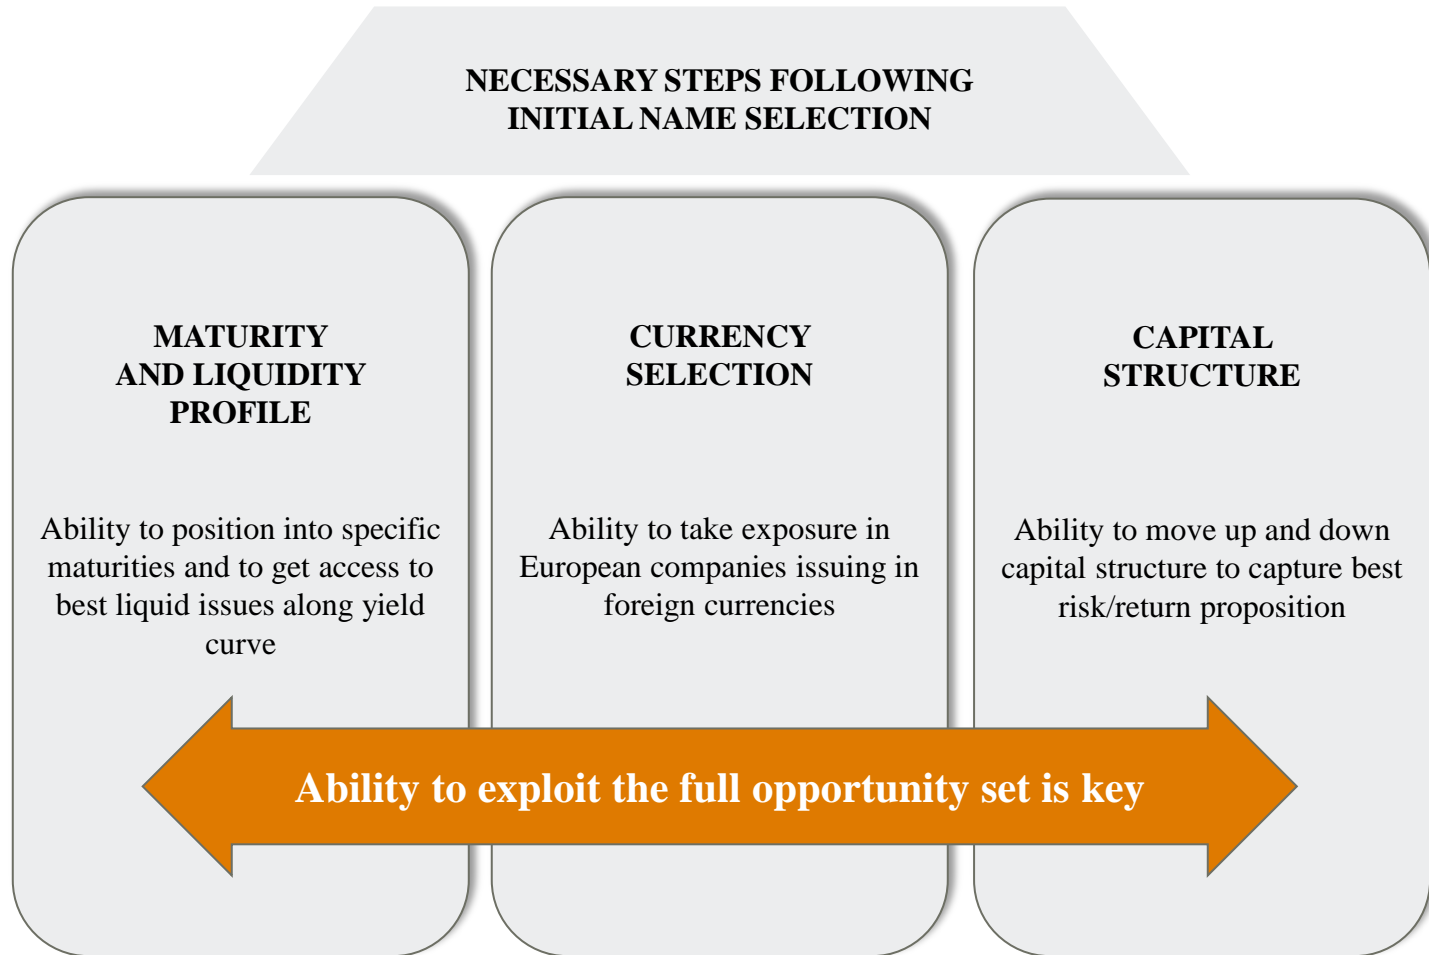 NECESSARY STEPS FOLLOWING
INITIAL NAME SELECTION
MATURITY
AND LIQUIDITY
PROFILE
Ability to position into specific
maturities and to get access to
best liquid issues along yield
curve
CURRENCY
SELECTION
Ability to take exposure in
European companies issuing in
foreign currencies
CAPITAL
STRUCTURE
Ability to move up and down
capital structure to capture best
risk/return proposition
Ability to exploit the full opportunity set is key